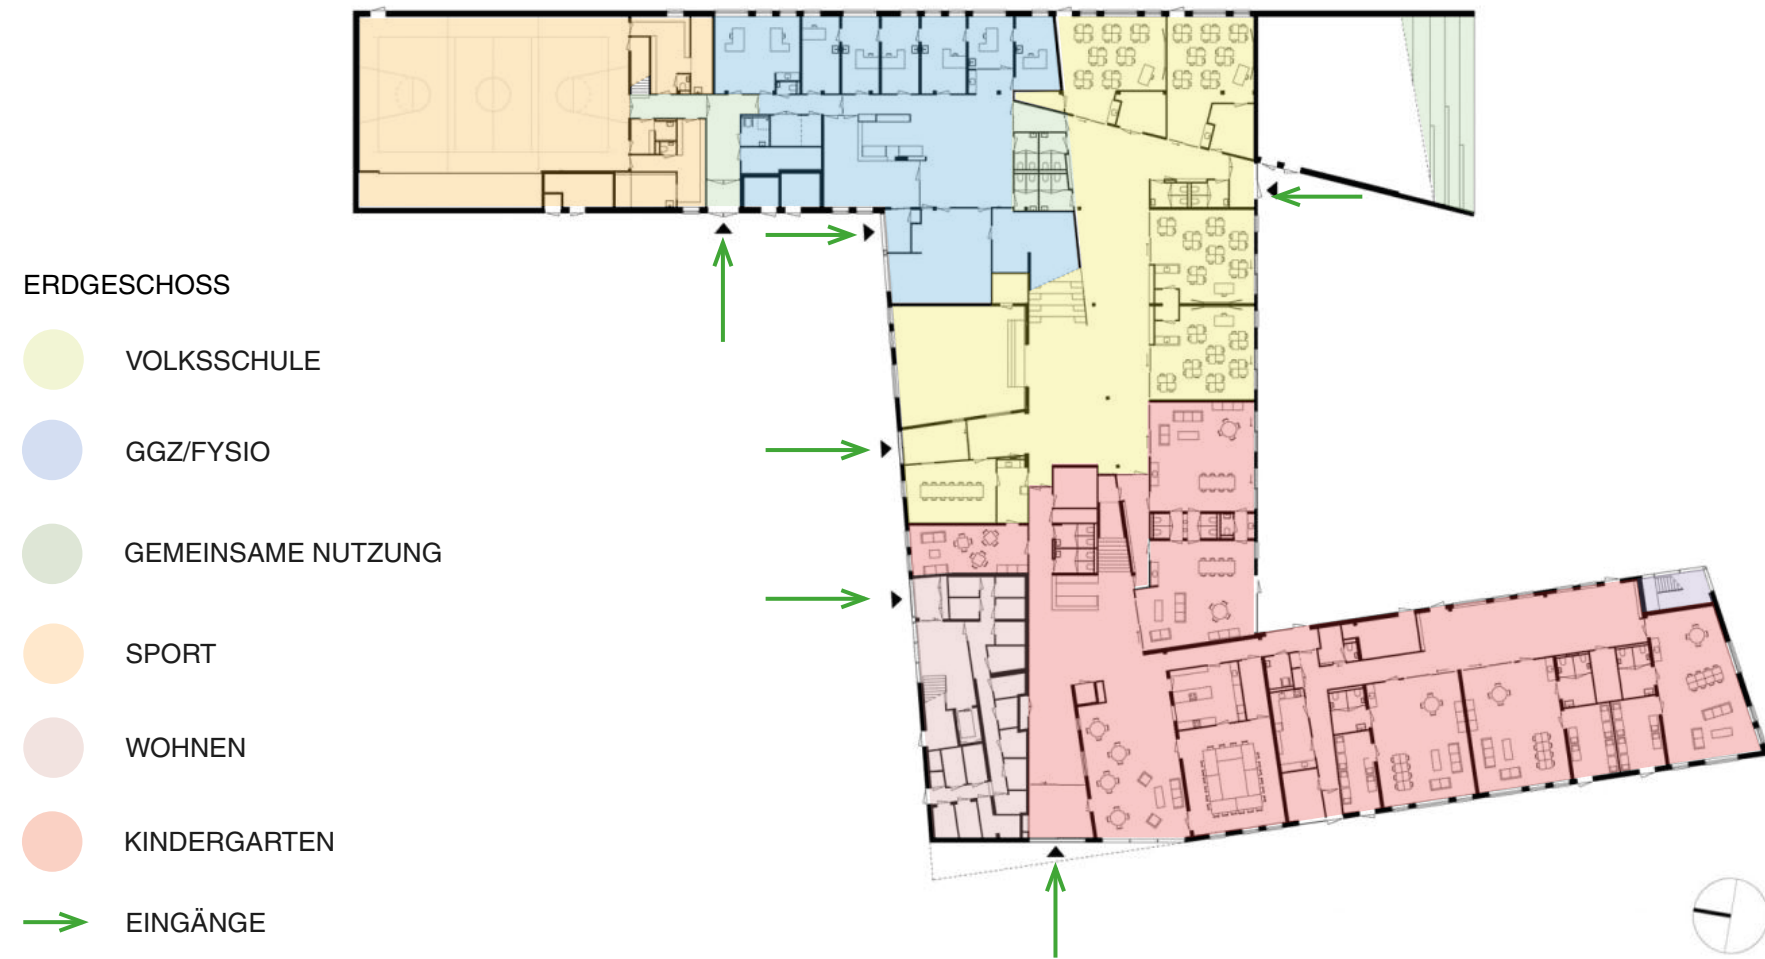 ERDGESCHOSS
VOLKSSCHULE
GGZ/FYSIO
GEMEINSAME NUTZUNG
SPORT
WOHNEN
KINDERGARTEN
EINGÄNGE